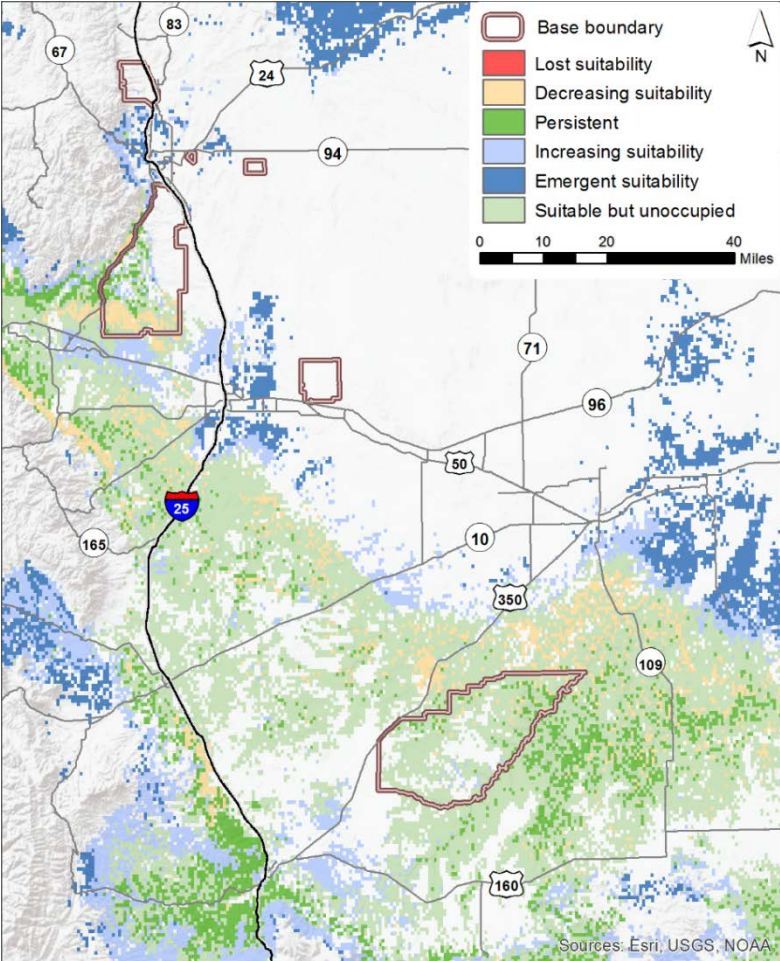 Base boundary
Lost suitability
Decreasing suitability
Persistent
Increasing suitability
Emergent suitability
Suitable but unoccupied
0 10 20 40
Miles
N
83
67
24
94
71
96
50
25
165
10
350
109
160
Sources: Esri, USGS, NOAA